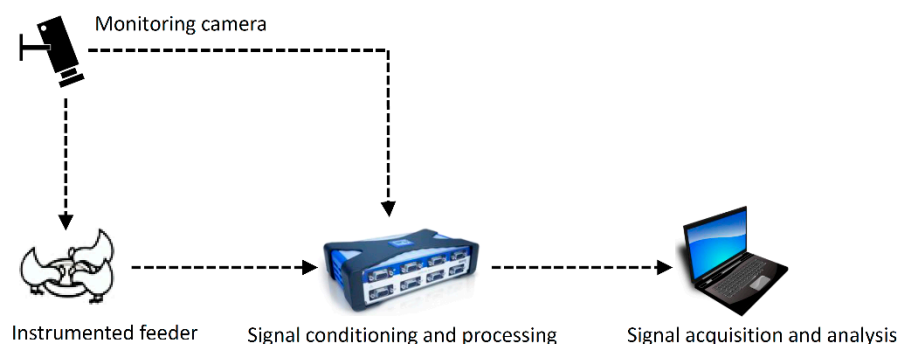 Monitoring camera
Instrumented feeder
Signal conditioning and processing
Signal acquisition and analysis